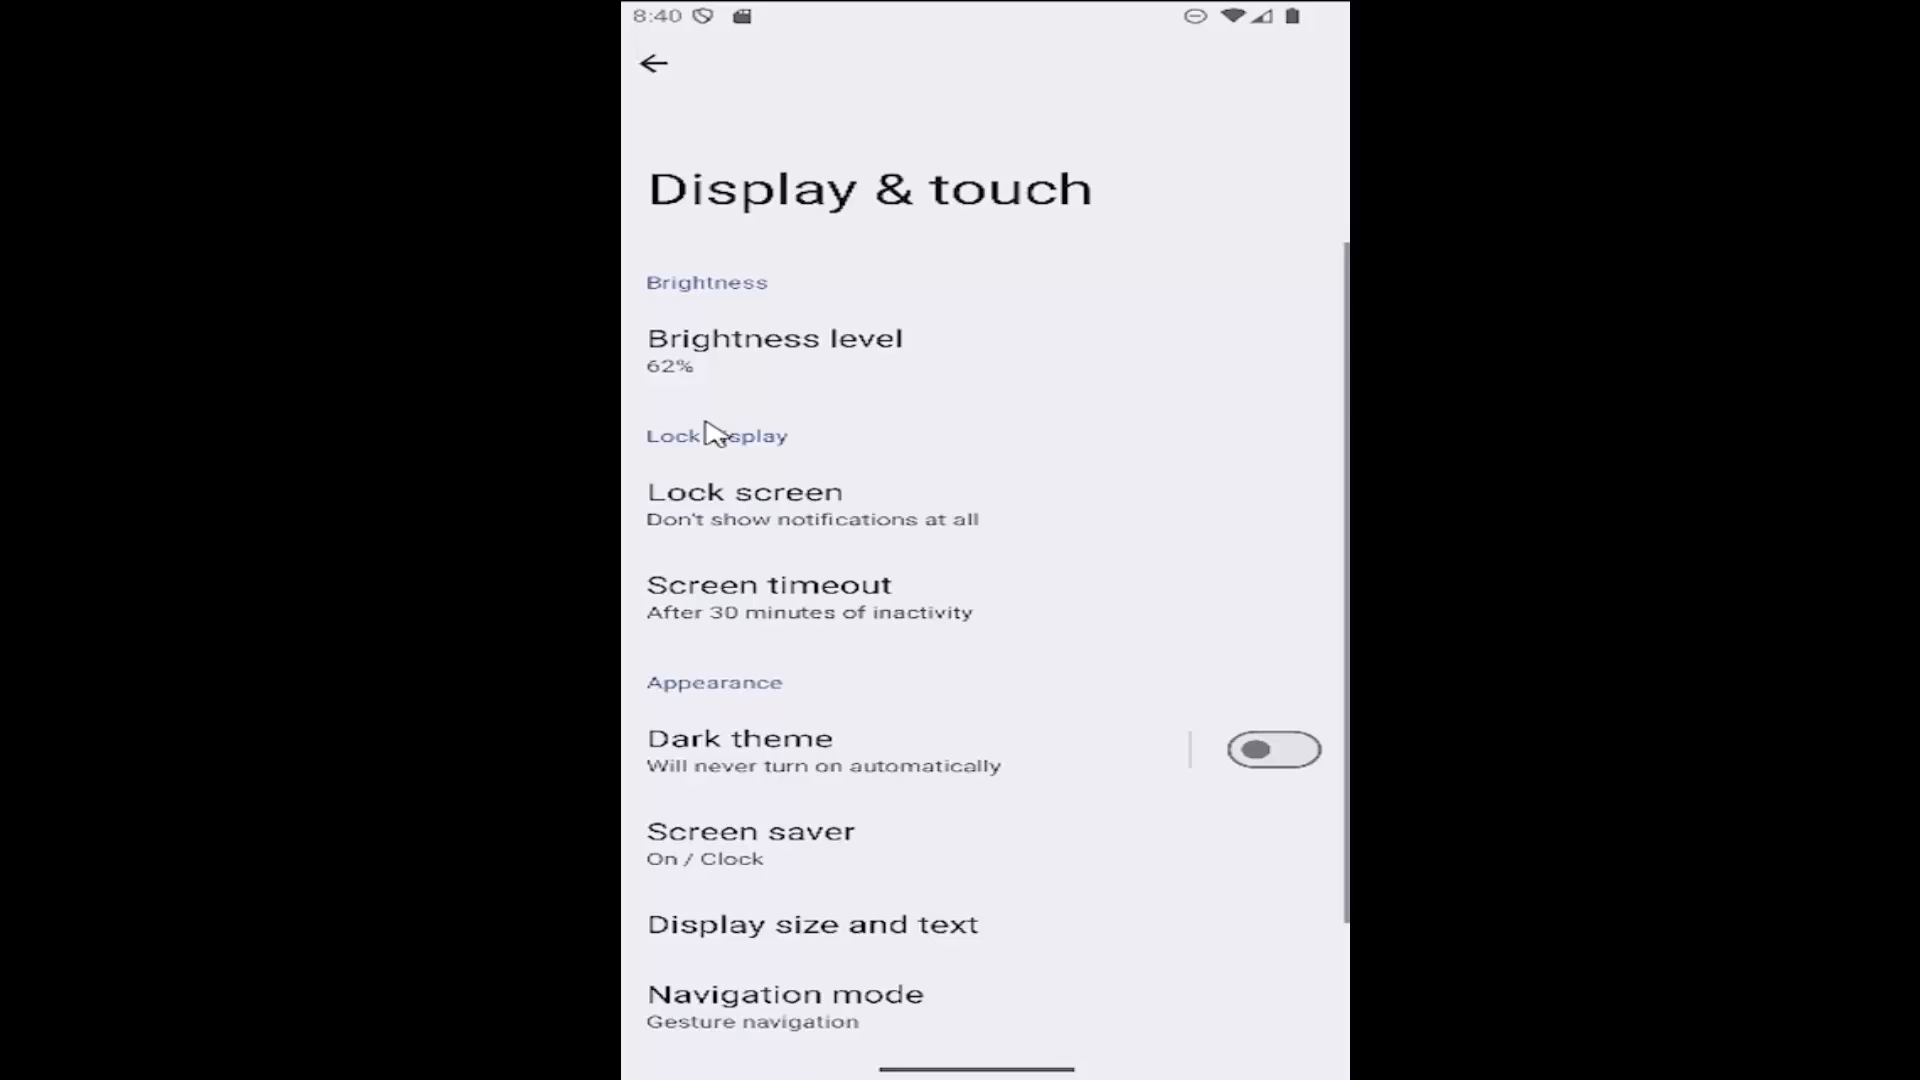 8:40
Display & touch
Brightness
Brightness level
62%
Lock display
Lock screen
Don't show notifications at all
Screen timeout
After 30 minutes of inactivity
Appearance
Dark theme
Will never turn on automatically
Screen saver
On / Clock
Display size and text
Navigation mode
Gesture navigation